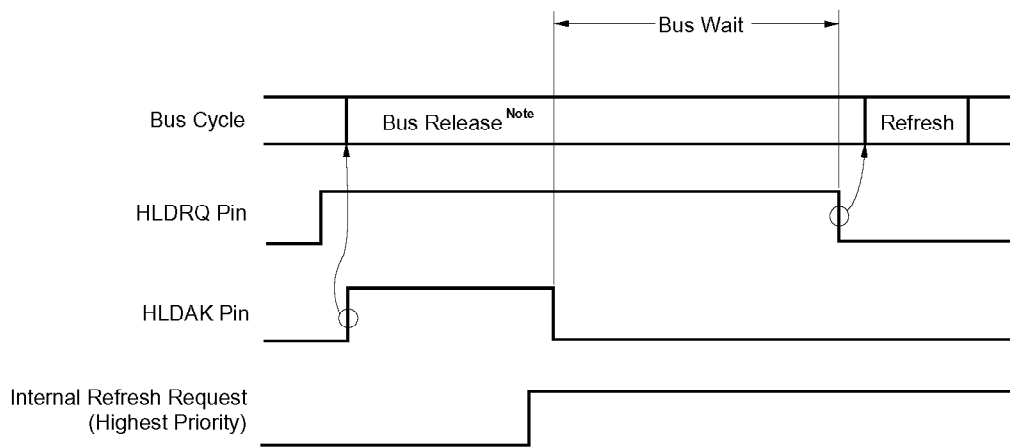 Bus Wait
Bus Cycle
Bus Release Note
Refresh
HLDRQ Pin
HLDAK Pin
Internal Refresh Request
(Highest Priority)